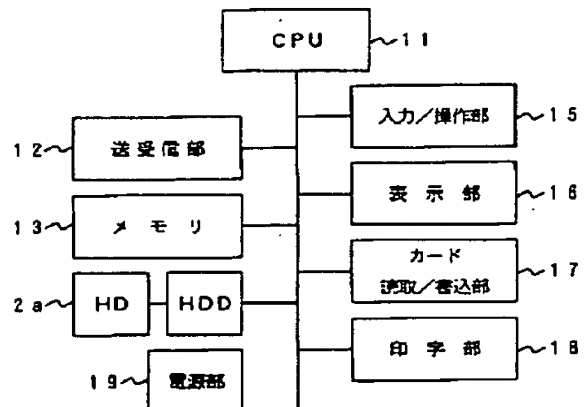 CPU 11
入力／操作部 15
12 送受信部
表示部 16
13 メモリ
カード
読取／書込部 17
2a HD HDD
印字部 18
19 電源部